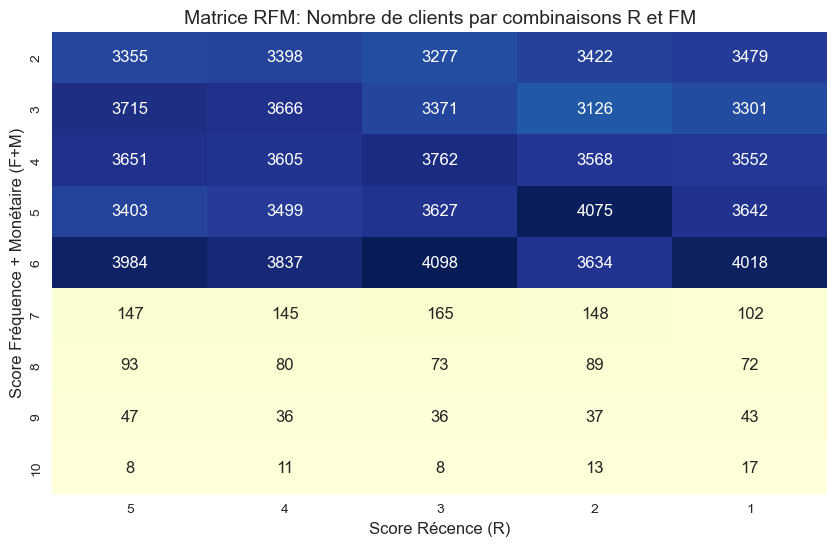 Matrice RFM: Nombre de clients par combinaisons R et FM
Score Fréquence + Monétaire (F+M)
2 3355 3398 3277 3422 3479
3 3715 3666 3371 3126 3301
4 3651 3605 3762 3568 3552
5 3403 3499 3627 4075 3642
6 3984 3837 4098 3634 4018
7 147 145 165 148 102
8 93 80 73 89 72
9 47 36 36 37 43
10 8 11 8 13 17
5 4 3 2 1
Score Récence (R)